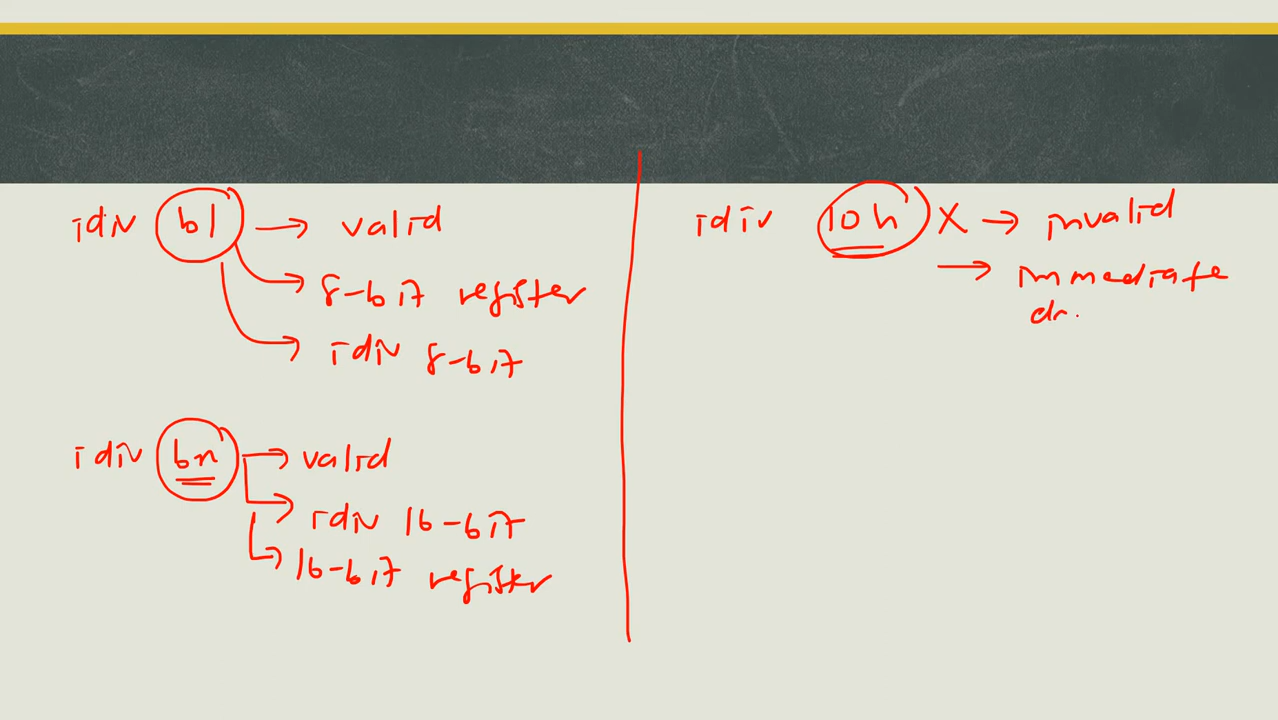 idiv bl → valid
→ 8-bit register
→ idiv 8-bit
idiv bx → valid
→ idiv 16-bit
→ 16-bit register
idiv 10h X → invalid
→ immediate
da.